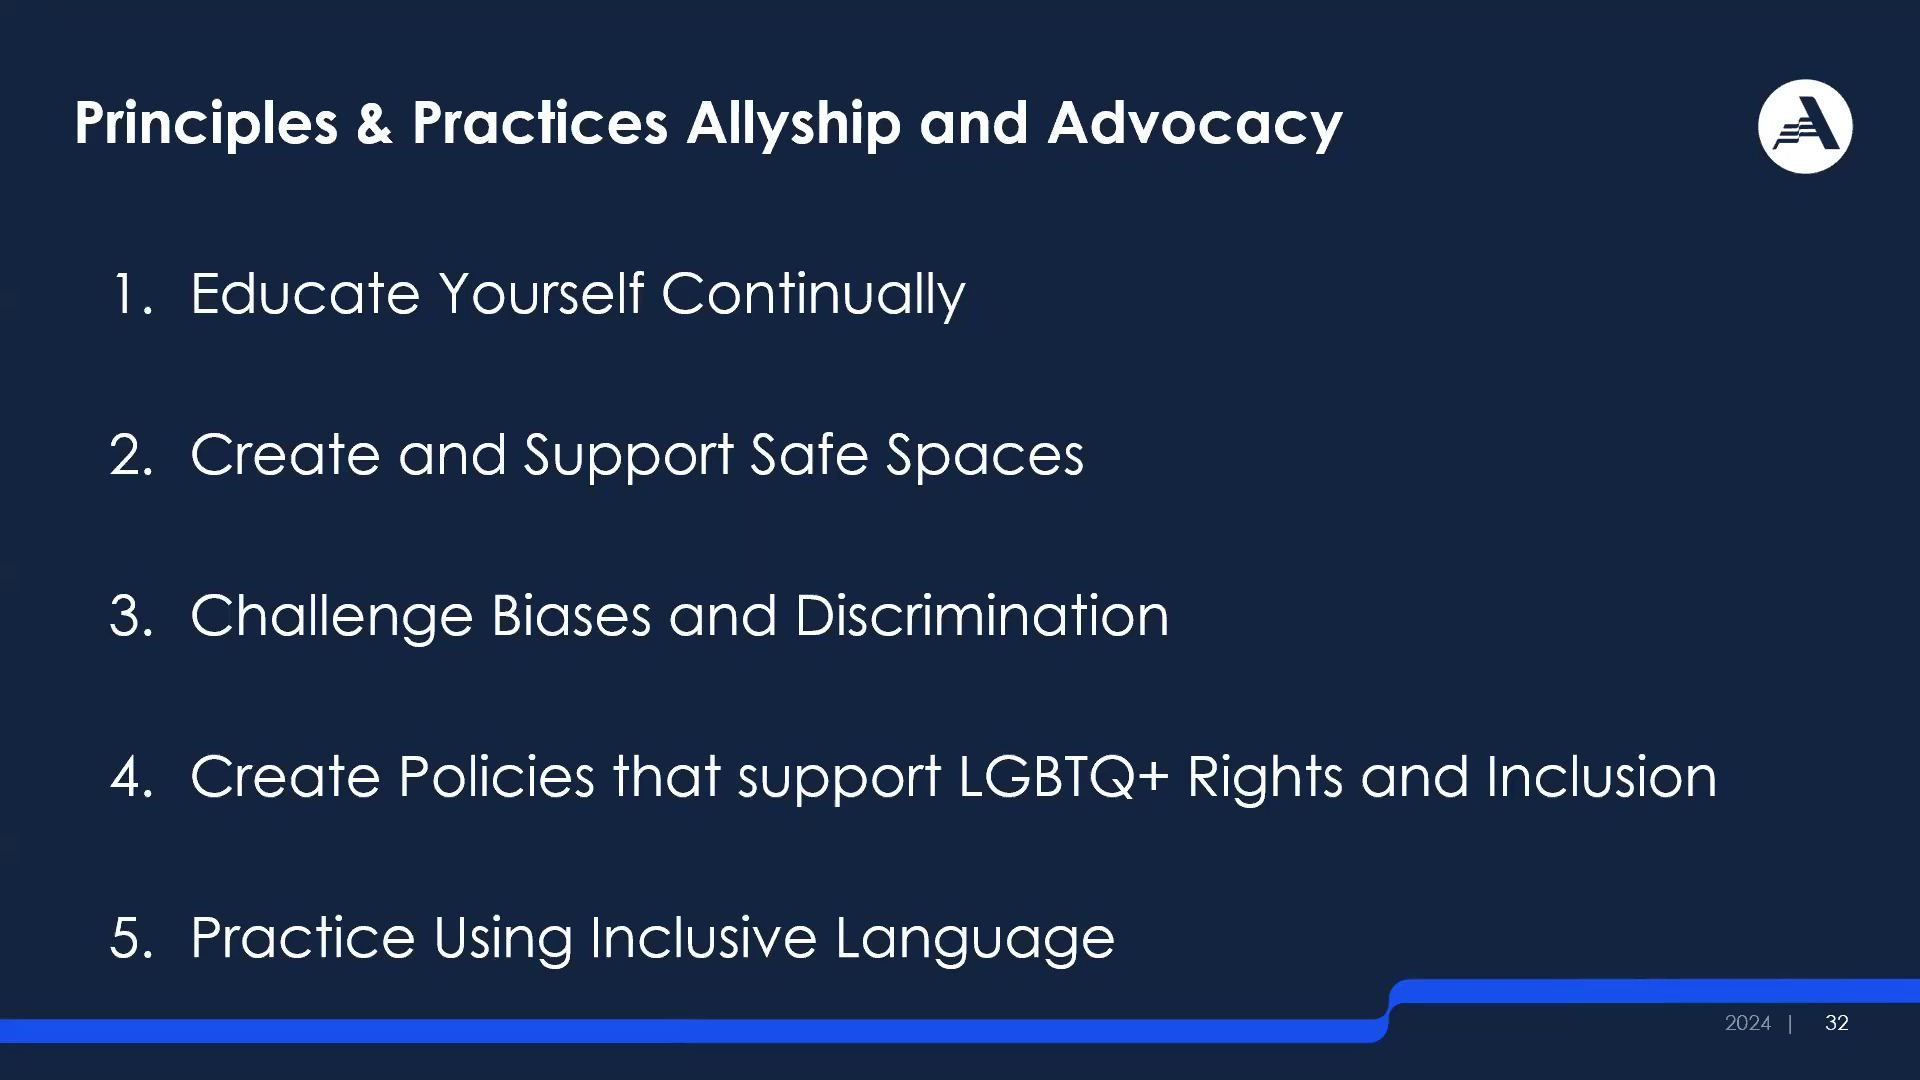 Principles & Practices Allyship and Advocacy
1. Educate Yourself Continually
2. Create and Support Safe Spaces
3. Challenge Biases and Discrimination
4. Create Policies that support LGBTQ+ Rights and Inclusion
5. Practice Using Inclusive Language
2024 | 32